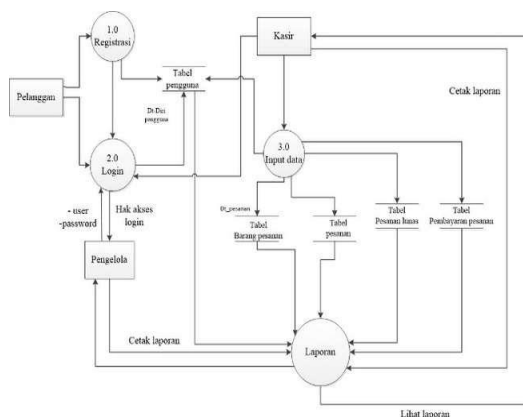 1.0
Registrasi
Kasir
Pelanggan
Tabel
pengguna
Cetak laporan
Dt-Diri
pengguna
2.0
Login
3.0
Input data
- user
-password
Hak akses
login
Dt_pesanan
Tabel
Barang pesanan
Tabel
pesanan
Tabel
Pesanan lunas
Tabel
Pembayaran pesanan
Pengelola
Cetak laporan
Laporan
Lihat laporan